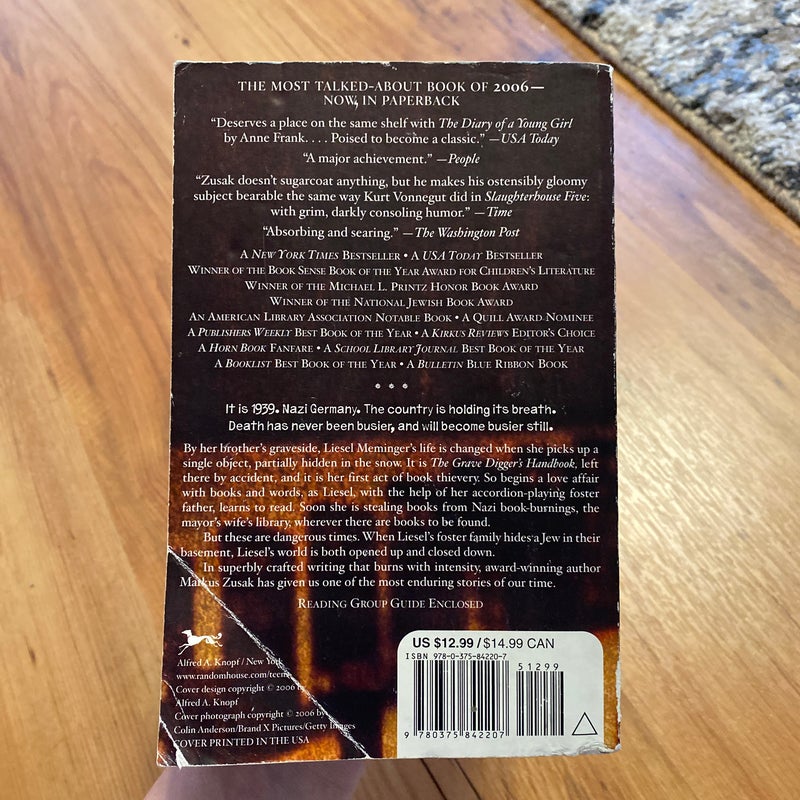 THE MOST TALKED-ABOUT BOOK OF 2006—
NOW IN PAPERBACK
“Deserves a place on the same shelf with The Diary of a Young Girl
by Anne Frank. . . . Poised to become a classic.” —USA Today
“A major achievement.” —People
“Zusak doesn’t sugarcoat anything, but he makes his ostensibly gloomy
subject bearable the same way Kurt Vonnegut did in Slaughterhouse Five:
with grim, darkly consoling humor.” —Time
“Absorbing and searing.” —The Washington Post
A NEW YORK TIMES BESTSELLER • A USA TODAY BESTSELLER
WINNER OF THE BOOK SENSE BOOK OF THE YEAR AWARD FOR CHILDREN’S LITERATURE
WINNER OF THE MICHAEL L. PRINTZ HONOR BOOK AWARD
WINNER OF THE NATIONAL JEWISH BOOK AWARD
AN AMERICAN LIBRARY ASSOCIATION NOTABLE BOOK • A QUILL AWARD NOMINEE
A PUBLISHERS WEEKLY BEST BOOK OF THE YEAR • A KIRKUS REVIEWS EDITOR’S CHOICE
A HORN BOOK FANFARE • A SCHOOL LIBRARY JOURNAL BEST BOOK OF THE YEAR
A BOOKLIST BEST BOOK OF THE YEAR • A BULLETIN BLUE RIBBON BOOK
It is 1939. Nazi Germany. The country is holding its breath.
Death has never been busier, and will become busier still.
By her brother’s graveside, Liesel Meminger’s life is changed when she picks up a
single object, partially hidden in the snow. It is The Grave Digger’s Handbook, left
there by accident, and it is her first act of book thievery. So begins a love affair
with books and words, as Liesel, with the help of her accordion-playing foster
father, learns to read. Soon she is stealing books from Nazi book-burnings, the
mayor’s wife’s library, wherever there are books to be found.
But these are dangerous times. When Liesel’s foster family hides a Jew in their
basement, Liesel’s world is both opened up and closed down.
In superbly crafted writing that burns with intensity, award-winning author
Markus Zusak has given us one of the most enduring stories of our time.
READING GROUP GUIDE ENCLOSED
Alfred A. Knopf / New York
www.randomhouse.com/teens
Cover design copyright © 2006 by
Alfred A. Knopf
Cover photograph copyright © 2006 by
Colin Anderson/Brand X Pictures/Getty Images
COVER PRINTED IN THE USA
US $12.99 / $14.99 CAN
ISBN 978-0-375-84220-7
51299
9 780375 842207